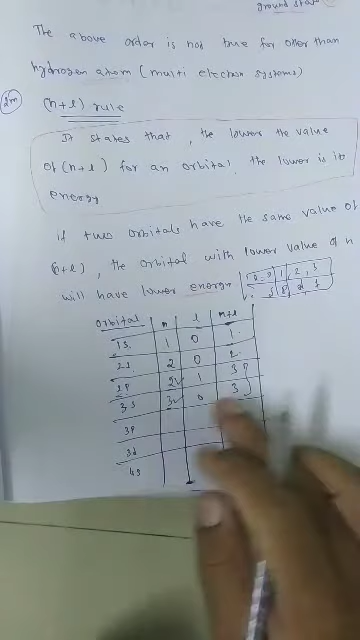 ground sta
The above order is not true for other than
hydrogen atom (multi electron systems)
2m (n+l) rule
It states that, the lower the value
of (n+l) for an orbital, the lower is its
energy
if two orbitals have the same value of
(n+l), the orbital with lower value of n
will have lower energy
orbital n l n+l
1s 1 0 1
2s 2 0 2
2p 2✓ 1 3
3s 3✓ 0 3
3p
3d
4s